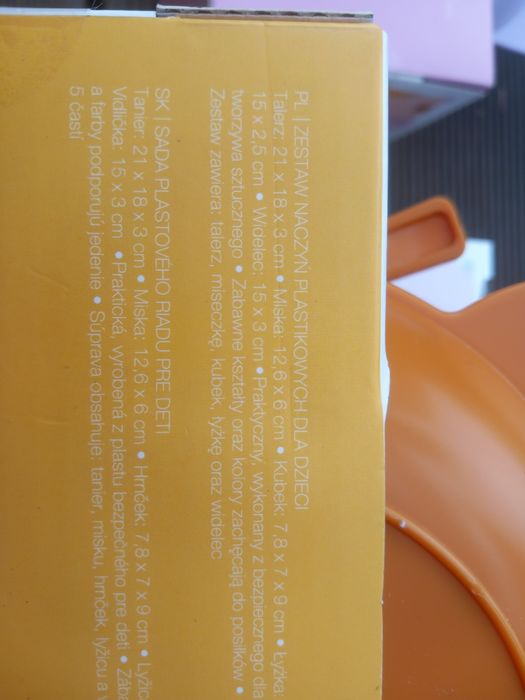 PL | ZESTAW NACZYŃ PLASTIKOWYCH DLA DZIECI
Talerz: 21 x 18 x 3 cm • Miska: 12,6 x 6 cm • Kubek: 7,8 x 7 x 9 cm • Łyżka:
15 x 2,5 cm • Widelec: 15 x 3 cm •Praktyczny, wykonany z bezpiecznego dla
tworzywa sztucznego • Zabawne kształty oraz kolory zachęcają do posiłków •
Zestaw zawiera: talerz, miseczkę, kubek, łyżkę oraz widelec
SK | SADA PLASTOVÉHO RIADU PRE DETI
Tanier: 21 x 18 x 3 cm • Miska: 12,6 x 6 cm • Hrnček: 7,8 x 7 x 9 cm • Lyžic
Vidlička: 15 x 3 cm •Praktická, vyrobená z plastu bezpečného pre deti • Záb
a farby podporujú jedenie • Súprava obsahuje: tanier, misku, hrnček, lyžicu a v
5 častí